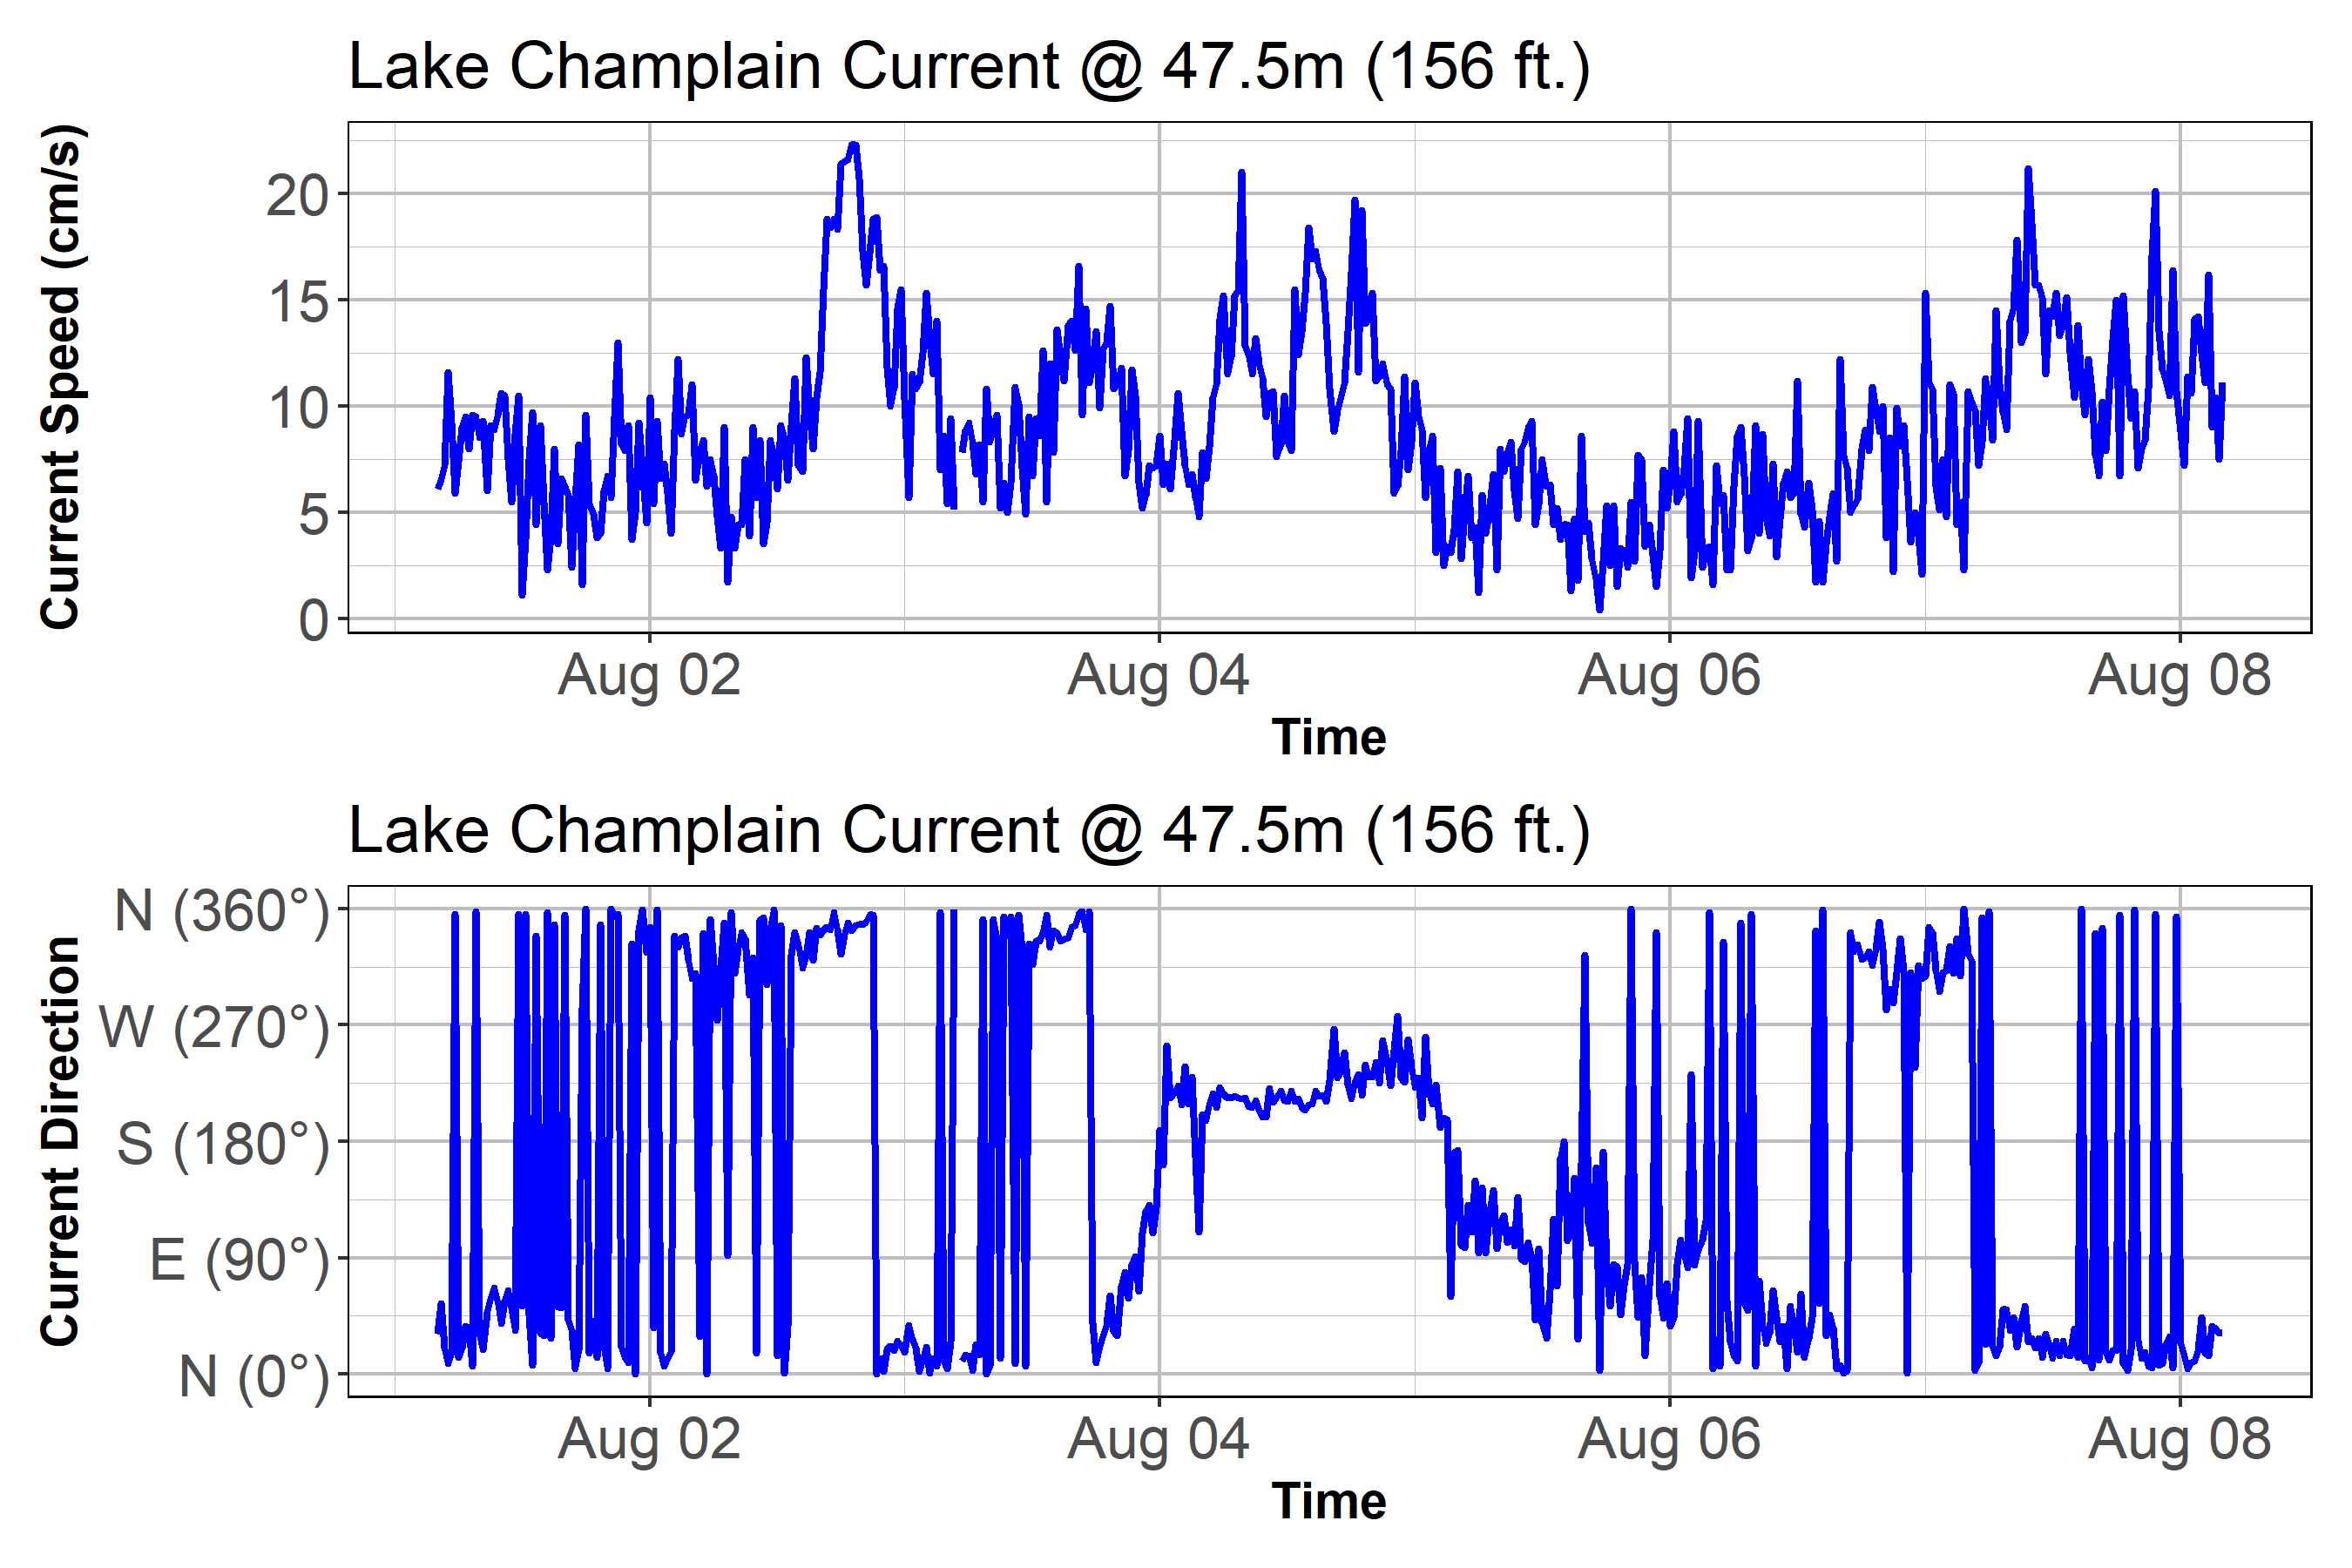 Lake Champlain Current @ 47.5m (156 ft.)
Current Speed (cm/s)
20
15
10
5
0
Aug 02 Aug 04 Aug 06 Aug 08
Time
Lake Champlain Current @ 47.5m (156 ft.)
Current Direction
N (360°)
W (270°)
S (180°)
E (90°)
N (0°)
Aug 02 Aug 04 Aug 06 Aug 08
Time